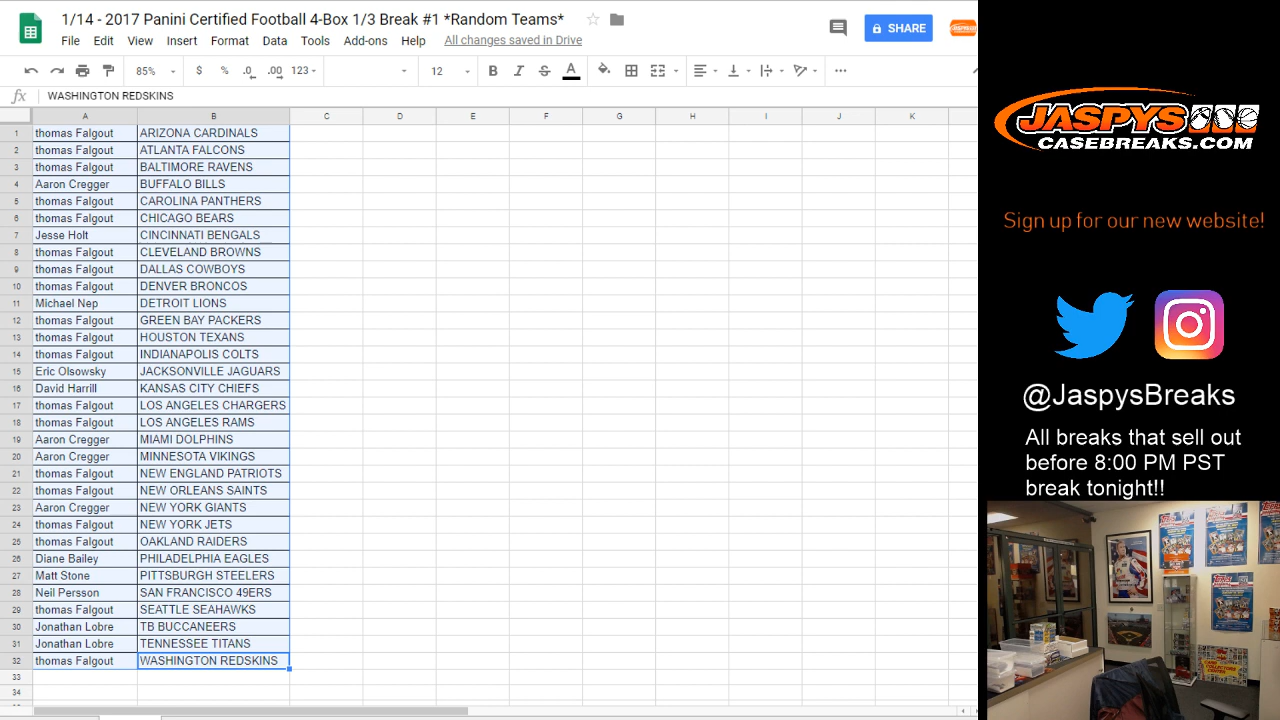 1/14 - 2017 Panini Certified Football 4-Box 1/3 Break #1 *Random Teams*
File Edit View Insert Format Data Tools Add-ons Help All changes saved in Drive
SHARE
85% $ % .0 .00 123 12 B I S A
fx WASHINGTON REDSKINS
A B C D E F G H I J K
1 thomas Falgout ARIZONA CARDINALS
2 thomas Falgout ATLANTA FALCONS
3 thomas Falgout BALTIMORE RAVENS
4 Aaron Cregger BUFFALO BILLS
5 thomas Falgout CAROLINA PANTHERS
6 thomas Falgout CHICAGO BEARS
7 Jesse Holt CINCINNATI BENGALS
8 thomas Falgout CLEVELAND BROWNS
9 thomas Falgout DALLAS COWBOYS
10 thomas Falgout DENVER BRONCOS
11 Michael Nep DETROIT LIONS
12 thomas Falgout GREEN BAY PACKERS
13 thomas Falgout HOUSTON TEXANS
14 thomas Falgout INDIANAPOLIS COLTS
15 Eric Olsowsky JACKSONVILLE JAGUARS
16 David Harrill KANSAS CITY CHIEFS
17 thomas Falgout LOS ANGELES CHARGERS
18 thomas Falgout LOS ANGELES RAMS
19 Aaron Cregger MIAMI DOLPHINS
20 Aaron Cregger MINNESOTA VIKINGS
21 thomas Falgout NEW ENGLAND PATRIOTS
22 thomas Falgout NEW ORLEANS SAINTS
23 Aaron Cregger NEW YORK GIANTS
24 thomas Falgout NEW YORK JETS
25 thomas Falgout OAKLAND RAIDERS
26 Diane Bailey PHILADELPHIA EAGLES
27 Matt Stone PITTSBURGH STEELERS
28 Neil Persson SAN FRANCISCO 49ERS
29 thomas Falgout SEATTLE SEAHAWKS
30 Jonathan Lobre TB BUCCANEERS
31 Jonathan Lobre TENNESSEE TITANS
32 thomas Falgout WASHINGTON REDSKINS
33
34
JASPYS
CASEBREAKS.COM
Sign up for our new website!
@JaspysBreaks
All breaks that sell out
before 8:00 PM PST
break tonight!!